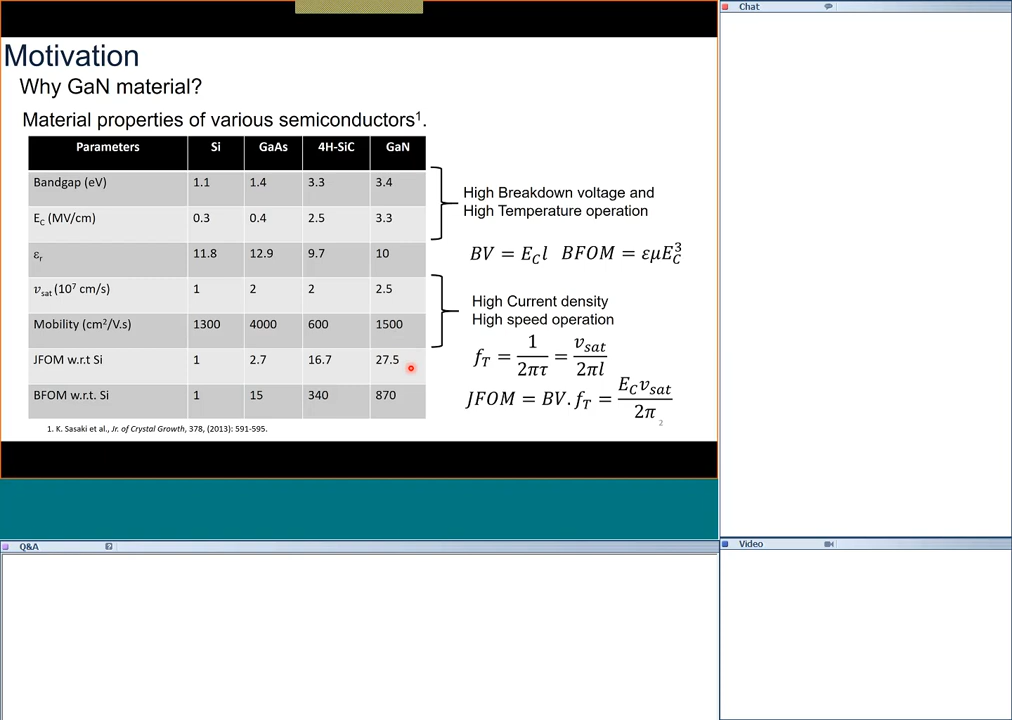 Motivation
Why GaN material?
Material properties of various semiconductors¹.
Parameters Si GaAs 4H-SiC GaN
Bandgap (eV) 1.1 1.4 3.3 3.4
E_C (MV/cm) 0.3 0.4 2.5 3.3
ε_r 11.8 12.9 9.7 10
v_sat (10⁷ cm/s) 1 2 2 2.5
Mobility (cm²/V.s) 1300 4000 600 1500
JFOM w.r.t Si 1 2.7 16.7 27.5
BFOM w.r.t. Si 1 15 340 870
High Breakdown voltage and
High Temperature operation
BV = E_C l BFOM = εμE_C³
High Current density
High speed operation
f_T = 1/2πτ = v_sat/2πl
JFOM = BV. f_T = E_C v_sat/2π
2
1. K. Sasaki et al., Jr. of Crystal Growth, 378, (2013): 591-595.
Chat
Q&A
Video